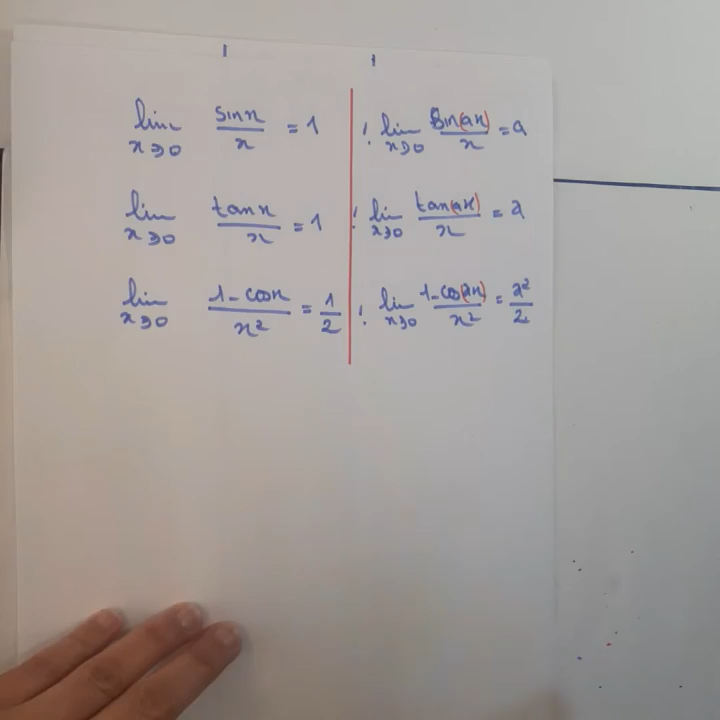 lim x→0 sin x / x = 1 ! lim x→0 sin(ax) / x = a
lim x→0 tan x / x = 1 ! lim x→0 tan(ax) / x = a
lim x→0 1 - cos x / x² = 1/2 ! lim x→0 1 - cos(ax) / x² = a²/2